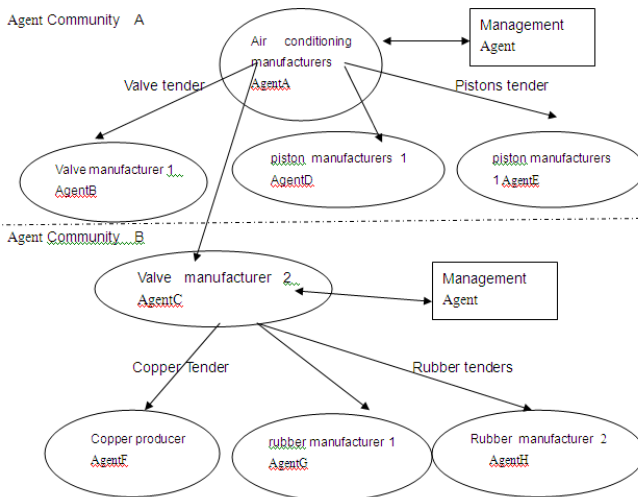 Agent Community A
Air conditioning
manufacturers
AgentA
Management
Agent
Valve tender
Pistons tender
Valve manufacturer 1
AgentB
piston manufacturers 1
AgentD
piston manufacturers
1 AgentE
Agent Community B
Valve manufacturer 2
AgentC
Management
Agent
Copper Tender
Rubber tenders
Copper producer
AgentF
rubber manufacturer 1
AgentG
Rubber manufacturer 2
AgentH